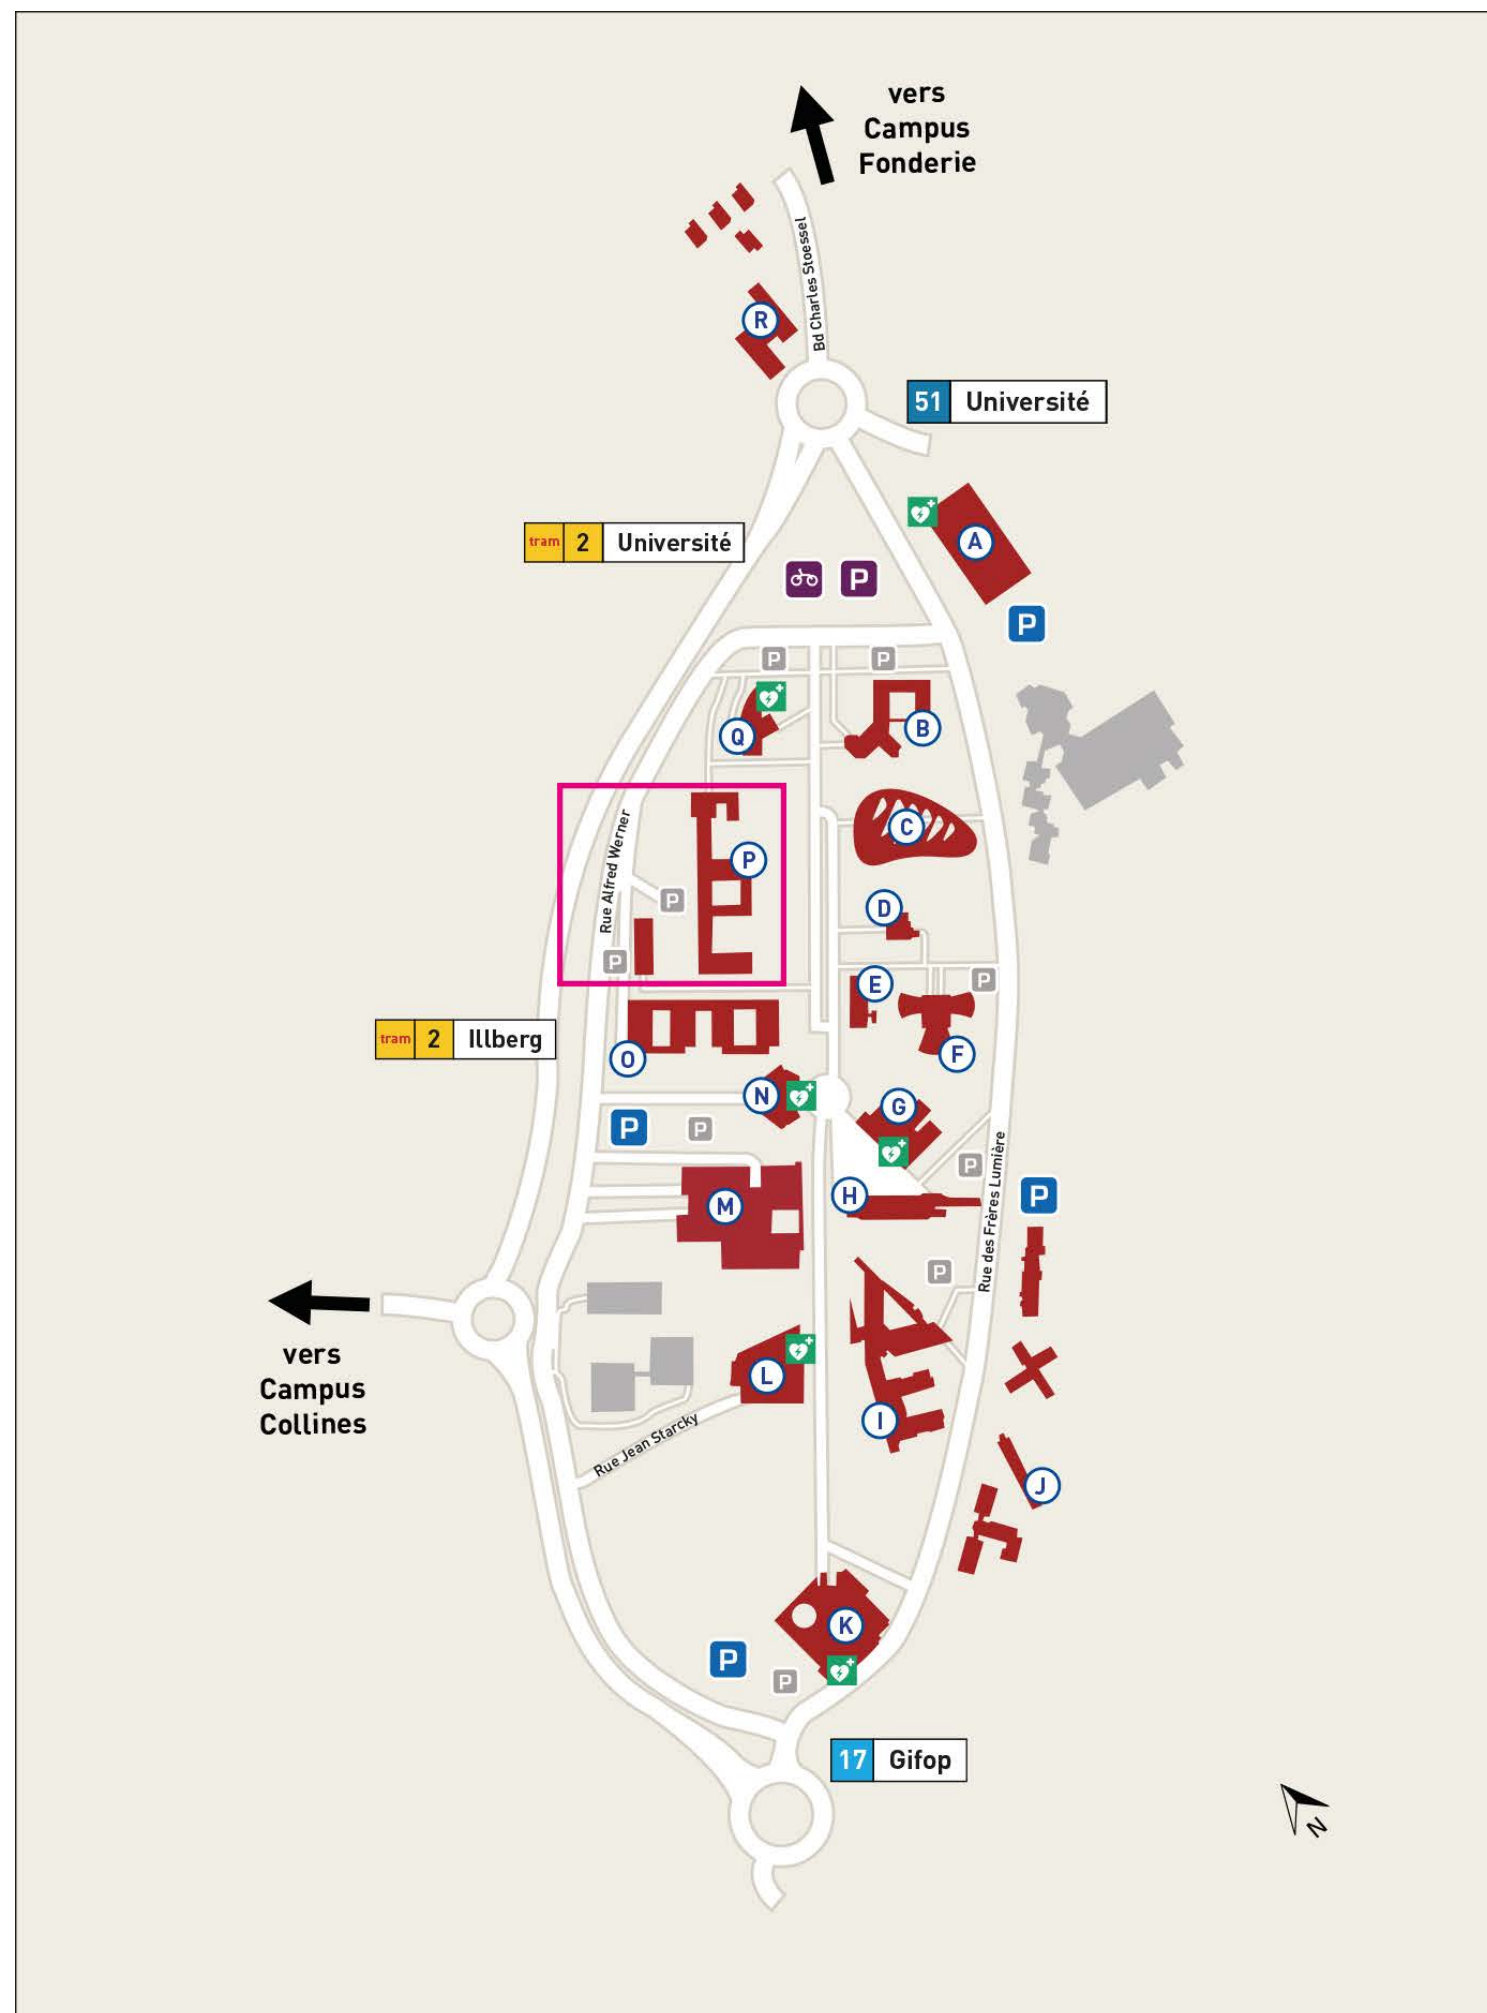 vers
Campus
Fonderie
Bd Charles Stoessel
R
51 Université
A
tram 2 Université
P
P
P
P
Q
B
C
P
Rue Alfred Werner
P
D
P
E
P
F
tram 2 Illberg
O
N
G
P
P
P
Rue des Frères Lumière
M
H
P
P
vers
Campus
Collines
L
I
Rue Jean Starcky
J
K
P
P
17 Gifop
N